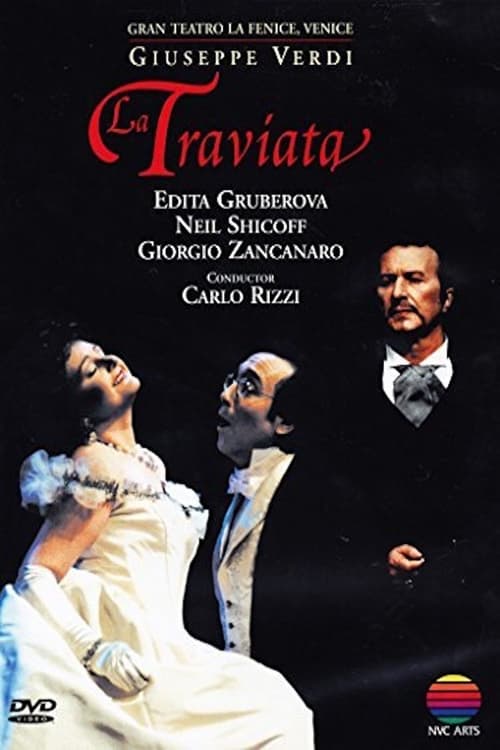 GRAN TEATRO LA FENICE, VENICE
GIUSEPPE VERDI
La Traviata
EDITA GRUBEROVA
NEIL SHICOFF
GIORGIO ZANCANARO
CONDUCTOR
CARLO RIZZI
DVD
VIDEO
NVC ARTS